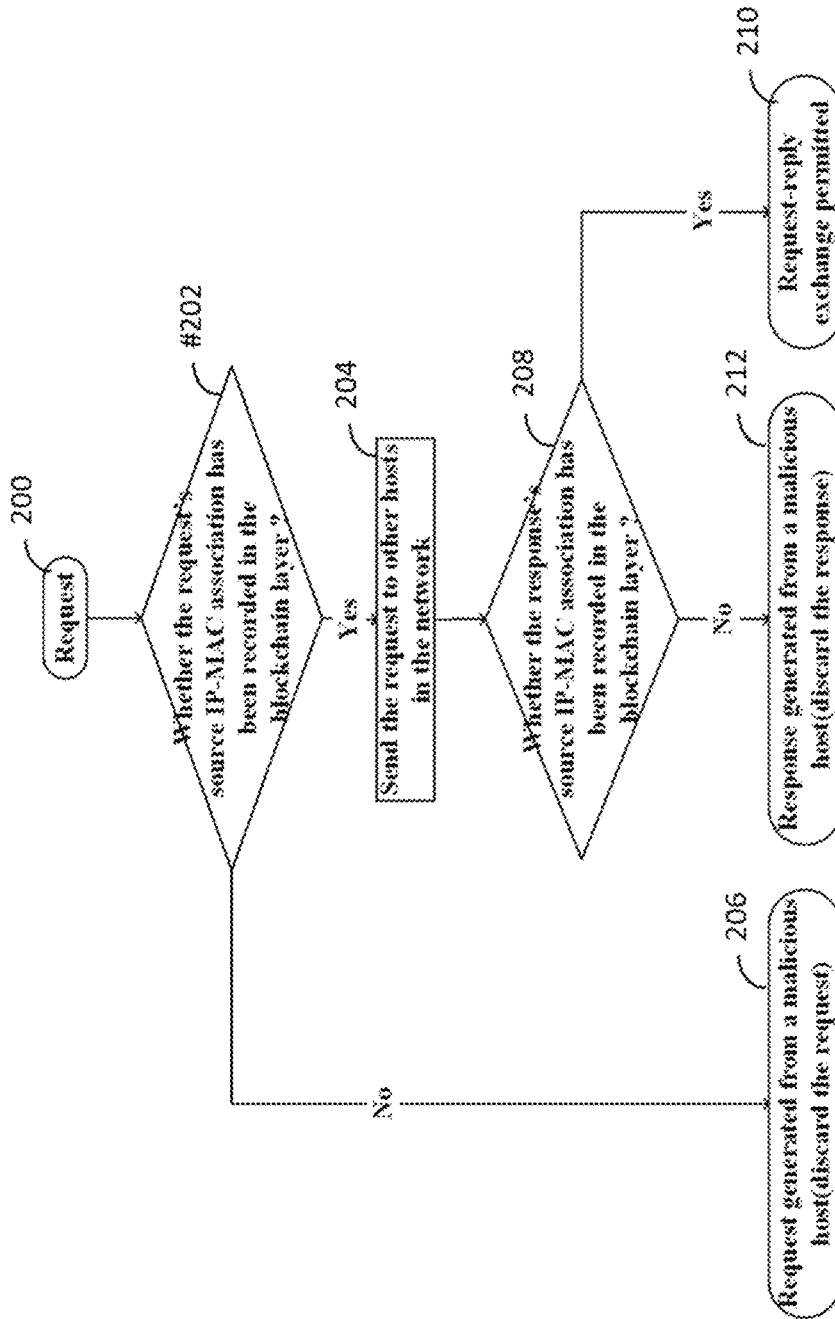 200
Request
#202
Whether the request's
source IP-MAC association has
been recorded in the
blockchain layer ?
Yes
No
204
Send the request to other hosts
in the network
208
Whether the response's
source IP-MAC association has
been recorded in the
blockchain layer ?
No
Yes
206
Request generated from a malicious
host(discard the request)
212
Response generated from a malicious
host(discard the response)
210
Request-reply
exchange permitted